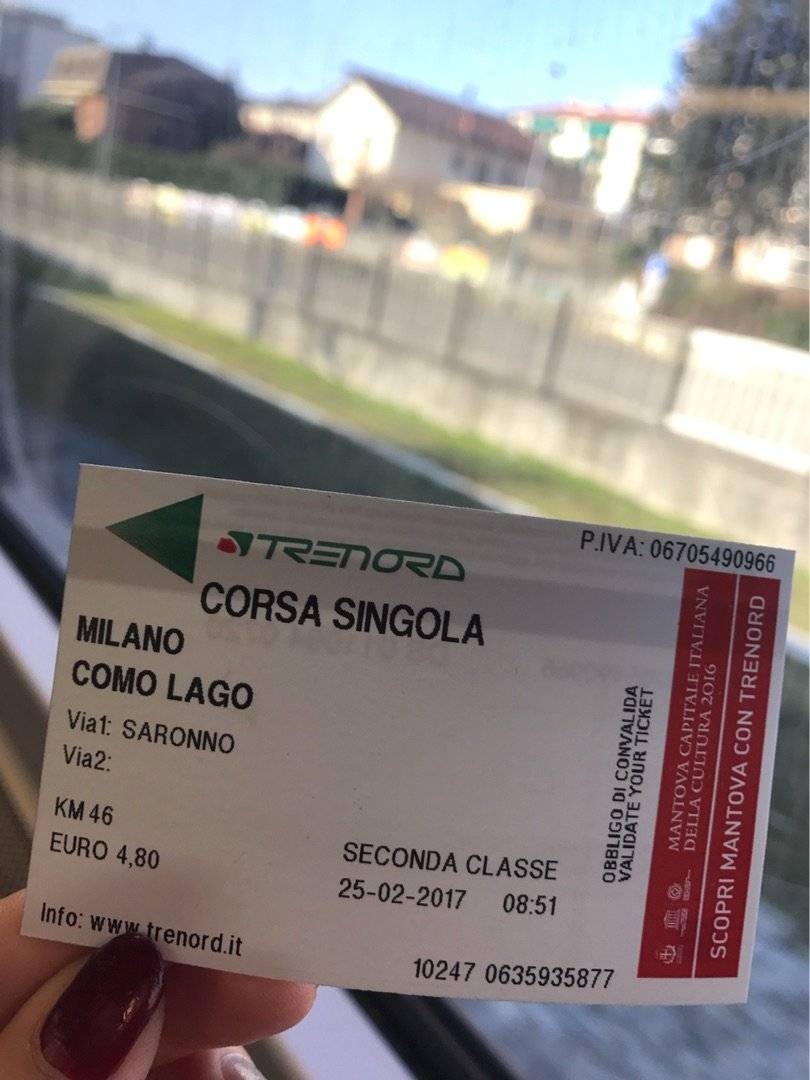 TRENORD
P.IVA: 06705490966
CORSA SINGOLA
MILANO
COMO LAGO
Via1: SARONNO
Via2:
KM 46
EURO 4,80
SECONDA CLASSE
25-02-2017 08:51
Info: www.trenord.it
10247 0635935877
OBBLIGO DI CONVALIDA
VALIDATE YOUR TICKET
MANTOVA CAPITALE ITALIANA
DELLA CULTURA 2016
SCOPRI MANTOVA CON TRENORD